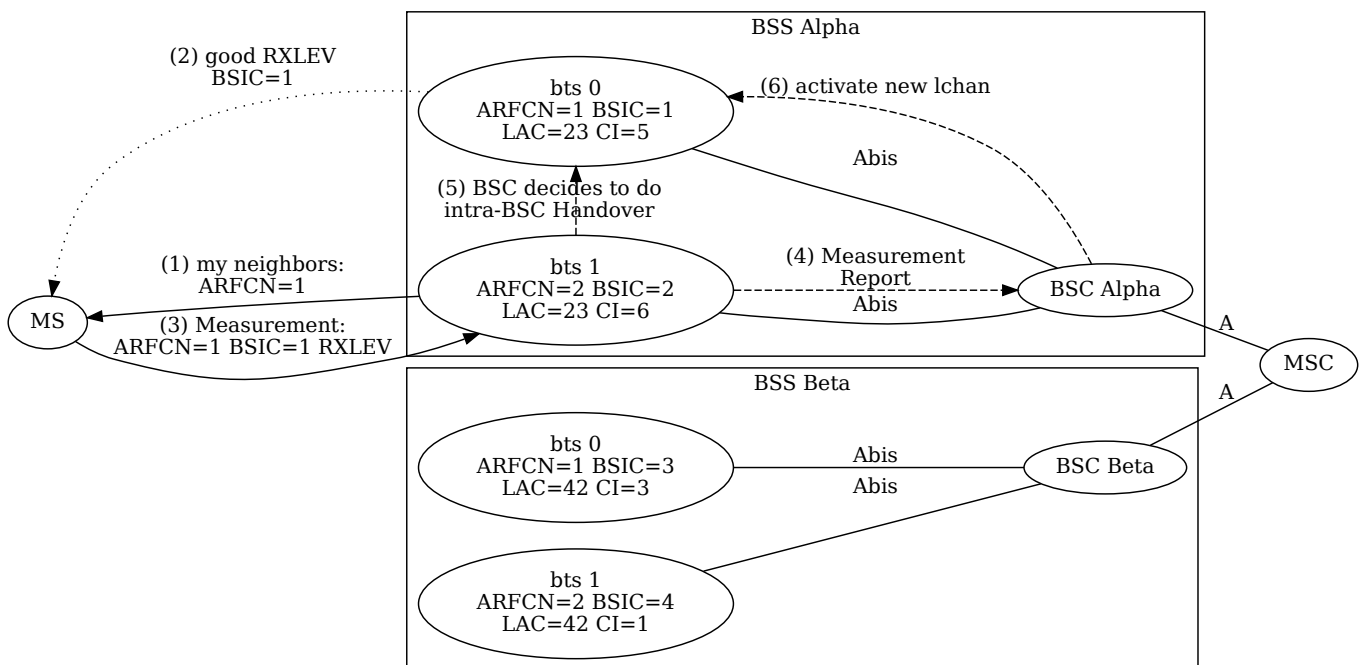 BSS Alpha
(2) good RXLEV
BSIC=1
bts 0
ARFCN=1 BSIC=1
LAC=23 CI=5
(6) activate new lchan
Abis
(5) BSC decides to do
intra-BSC Handover
(1) my neighbors:
ARFCN=1
bts 1
ARFCN=2 BSIC=2
LAC=23 CI=6
(4) Measurement
Report
Abis
BSC Alpha
MS
(3) Measurement:
ARFCN=1 BSIC=1 RXLEV
A
MSC
BSS Beta
A
bts 0
ARFCN=1 BSIC=3
LAC=42 CI=3
Abis
Abis
BSC Beta
bts 1
ARFCN=2 BSIC=4
LAC=42 CI=1